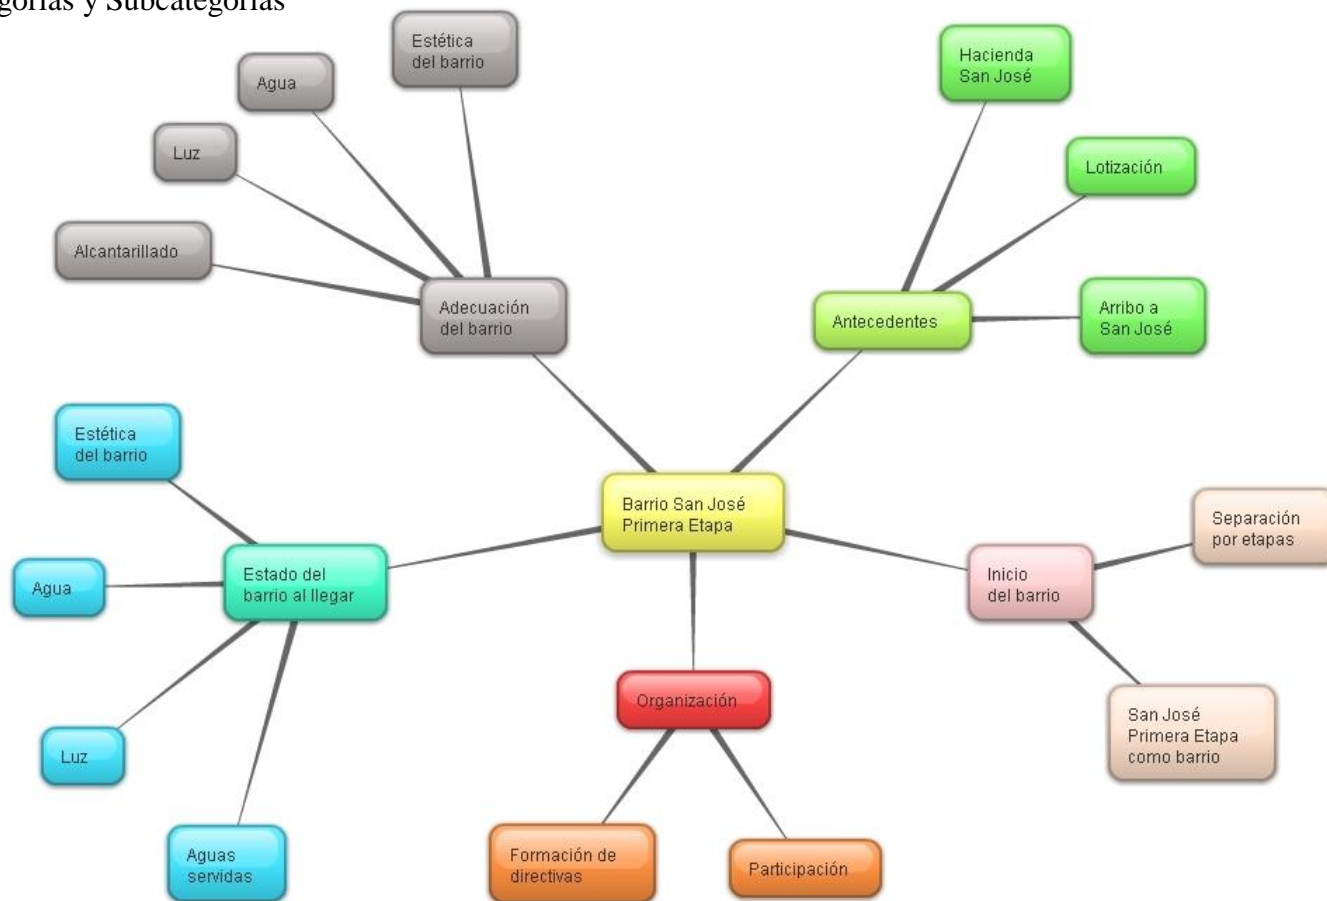 y Subcategorías
Estética
del barrio
Agua
Luz
Alcantarillado
Adecuación
del barrio
Hacienda
San José
Lotización
Arribo a
San José
Antecedentes
Barrio San José
Primera Etapa
Estética
del barrio
Agua
Luz
Aguas
servidas
Estado del
barrio al llegar
Organización
Formación de
directivas
Participación
Inicio
del barrio
Separación
por etapas
San José
Primera Etapa
como barrio